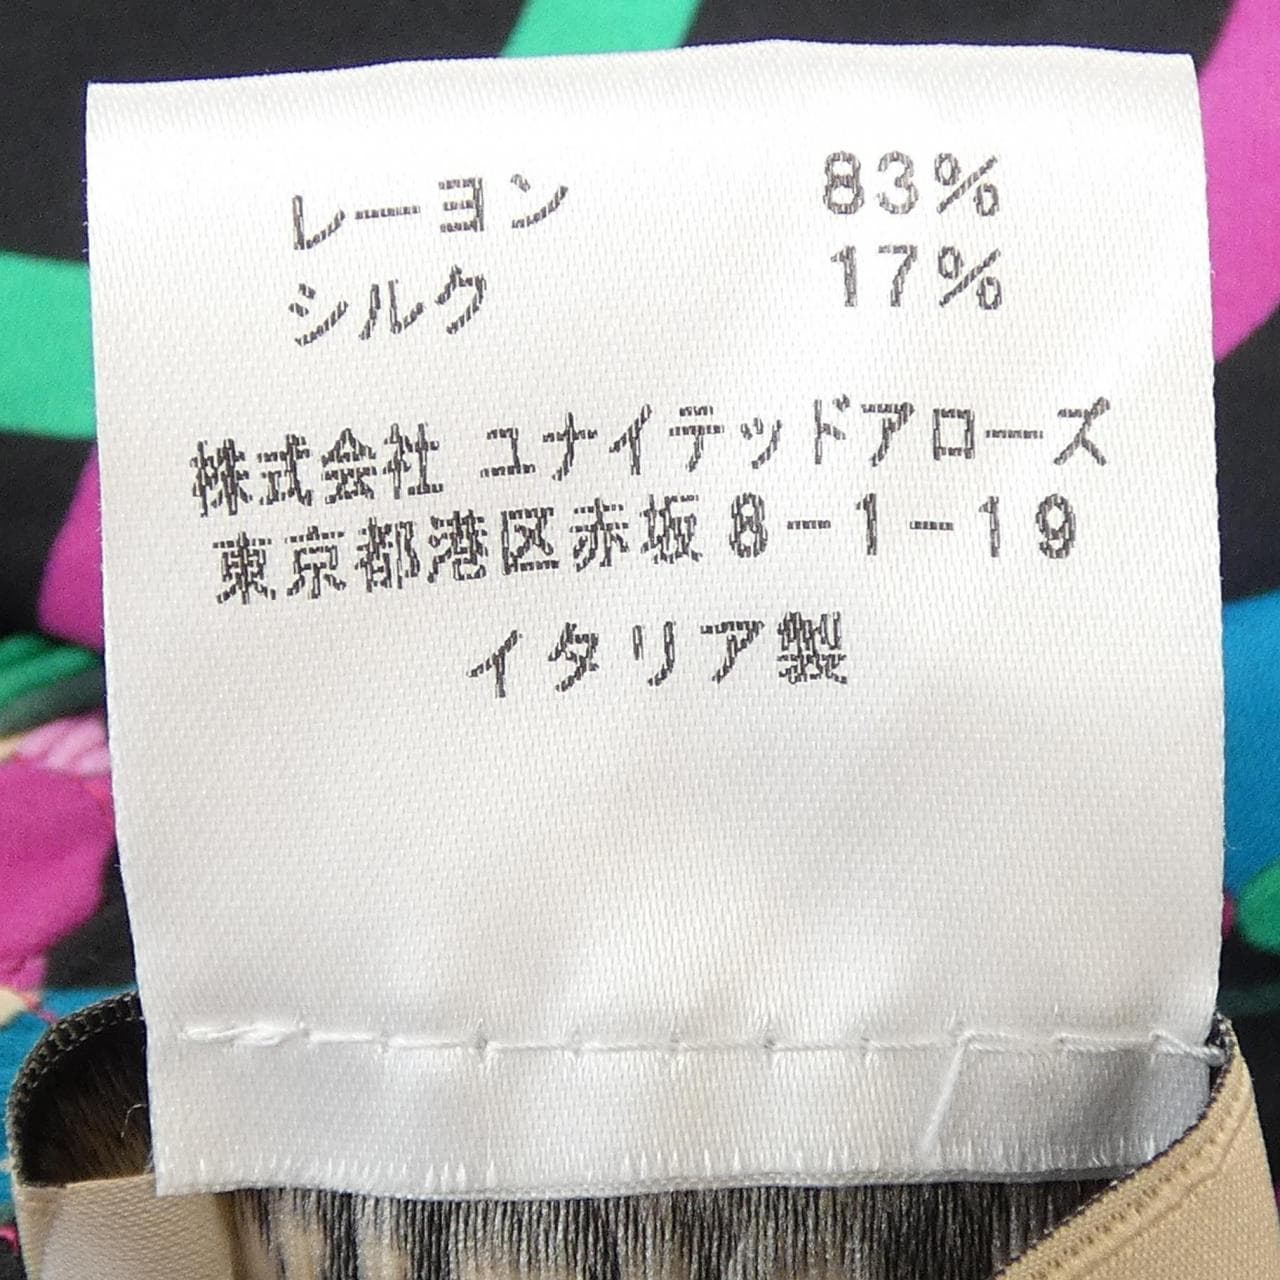 レーヨン 83%
シルク 17%
株式会社 ユナイテッドアローズ
東京都港区赤坂8-1-19
イタリア製